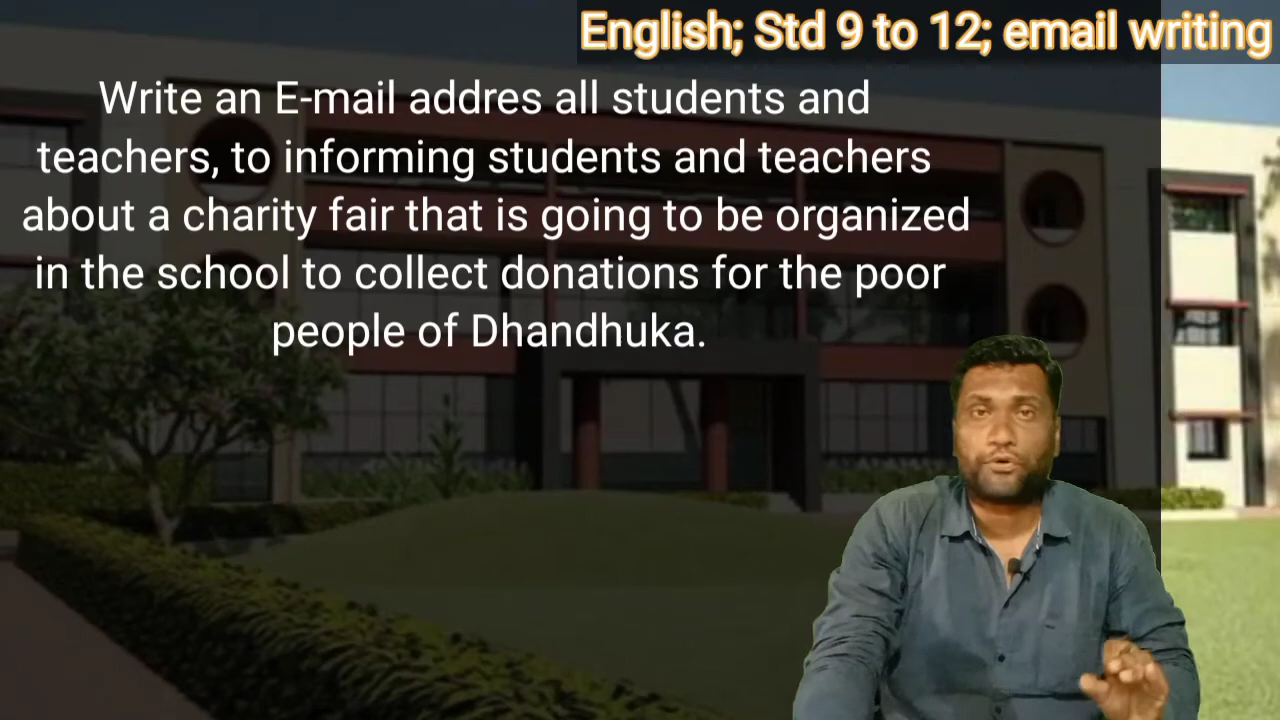 English; Std 9 to 12; email writing
Write an E-mail addres all students and
teachers, to informing students and teachers
about a charity fair that is going to be organized
in the school to collect donations for the poor
people of Dhandhuka.